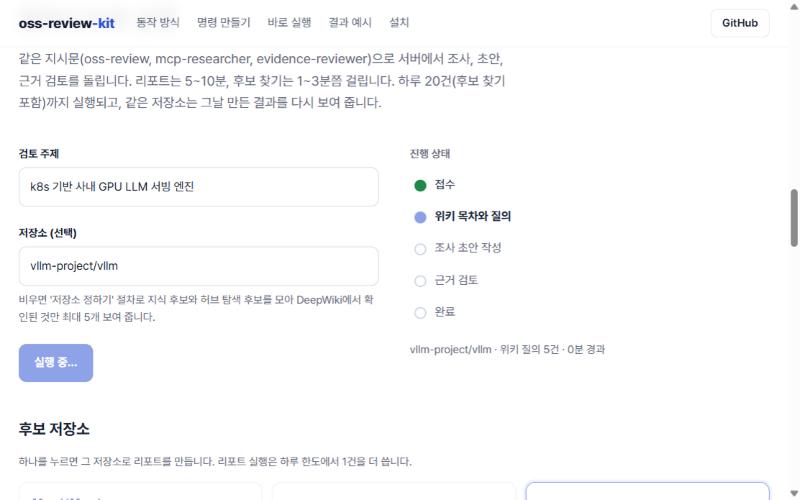 oss-review-kit 동작 방식 명령 만들기 바로 실행 결과 예시 설치 GitHub
같은 지시문(oss-review, mcp-researcher, evidence-reviewer)으로 서버에서 조사, 초안,
근거 검토를 돌립니다. 리포트는 5~10분, 후보 찾기는 1~3분쯤 걸립니다. 하루 20건(후보 찾기
포함)까지 실행되고, 같은 저장소는 그날 만든 결과를 다시 보여 줍니다.
검토 주제
k8s 기반 사내 GPU LLM 서빙 엔진
저장소 (선택)
vllm-project/vllm
비우면 '저장소 정하기' 절차로 지식 후보와 허브 탐색 후보를 모아 DeepWiki에서 확
인된 것만 최대 5개 보여 줍니다.
실행 중...
진행 상태
접수
위키 목차와 질의
조사 초안 작성
근거 검토
완료
vllm-project/vllm · 위키 질의 5건 · 0분 경과
후보 저장소
하나를 누르면 그 저장소로 리포트를 만듭니다. 리포트 실행은 하루 한도에서 1건을 더 씁니다.